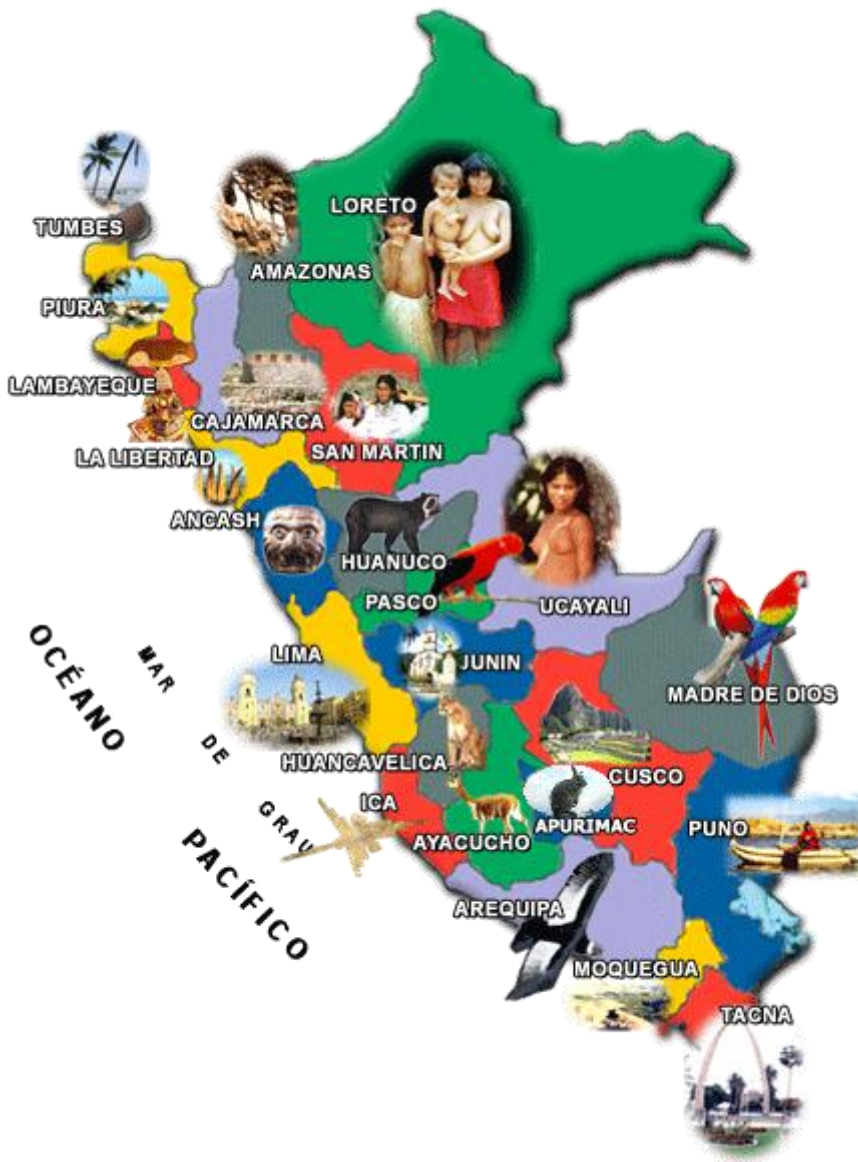 LORETO
TUMBES
AMAZONAS
PIURA
LAMBAYEQUE
CAJAMARCA
LA LIBERTAD
SAN MARTIN
ANCASH
HUANUCO
PASCO
UCAYALI
LIMA
JUNIN
MADRE DE DIOS
HUANCAVELICA
CUSCO
ICA
APURIMAC
PUNO
AYACUCHO
AREQUIPA
MOQUEGUA
TACNA
MAR DE GRAU
OCÉANO PACÍFICO